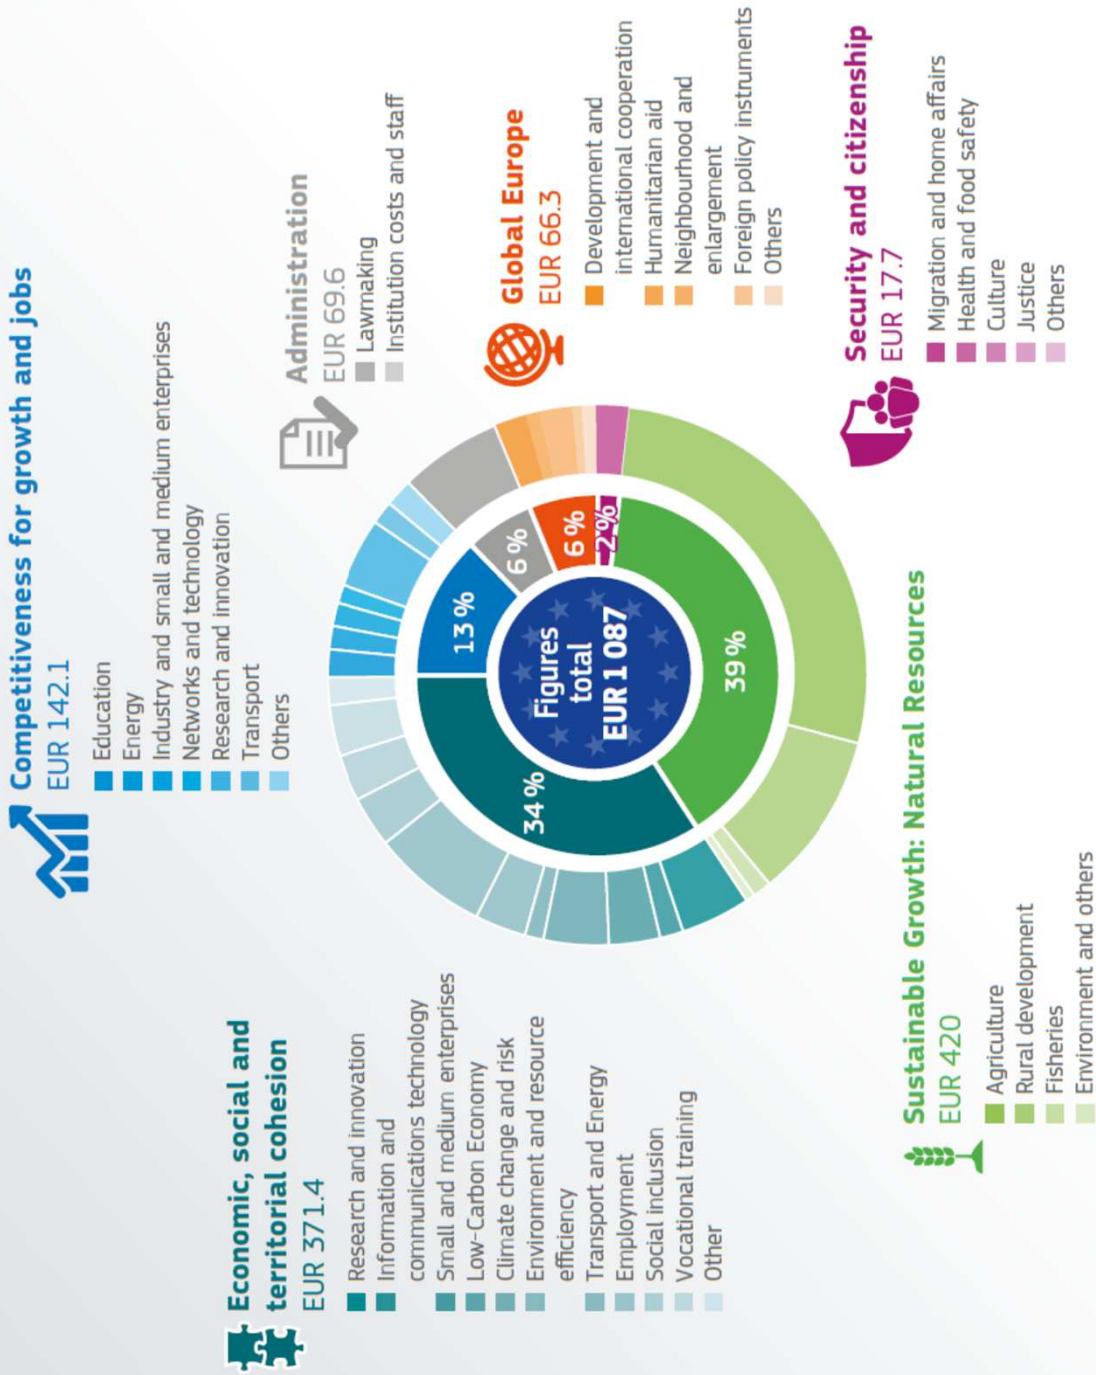 Competitiveness for growth and jobs
EUR 142.1
Education
Energy
Industry and small and medium enterprises
Networks and technology
Research and innovation
Transport
Others
Administration
EUR 69.6
Lawmaking
Institution costs and staff
Global Europe
EUR 66.3
Development and
international cooperation
Humanitarian aid
Neighbourhood and
enlargement
Foreign policy instruments
Others
Security and citizenship
EUR 17.7
Migration and home affairs
Health and food safety
Culture
Justice
Others
Economic, social and
territorial cohesion
EUR 371.4
Research and innovation
Information and
communications technology
Small and medium enterprises
Low-Carbon Economy
Climate change and risk
Environment and resource
efficiency
Transport and Energy
Employment
Social inclusion
Vocational training
Other
Sustainable Growth: Natural Resources
EUR 420
Agriculture
Rural development
Fisheries
Environment and others
13 %
6 %
6 %
2 %
39 %
34 %
Figures
total
EUR 1 087